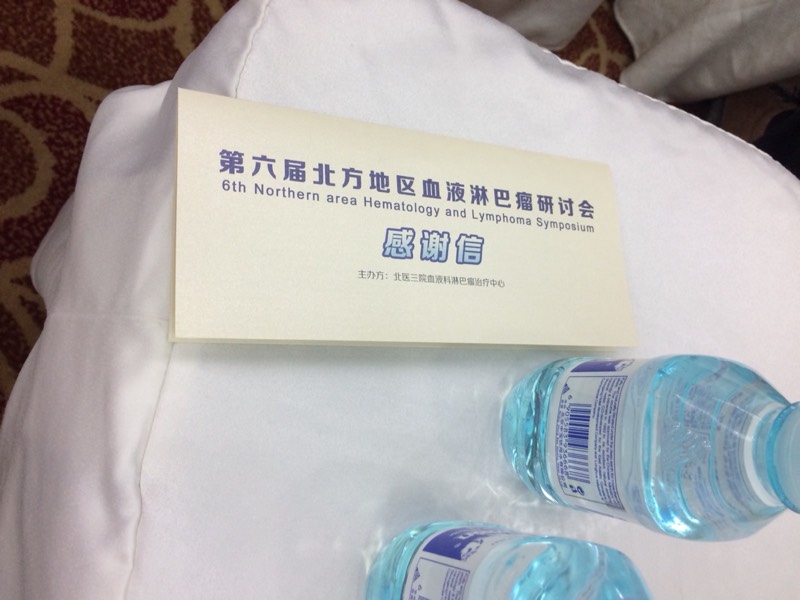 第六届北方地区血液淋巴瘤研讨会
6th Northern area Hematology and Lymphoma Symposium
感谢信
主办方：北医三院血液科淋巴瘤治疗中心